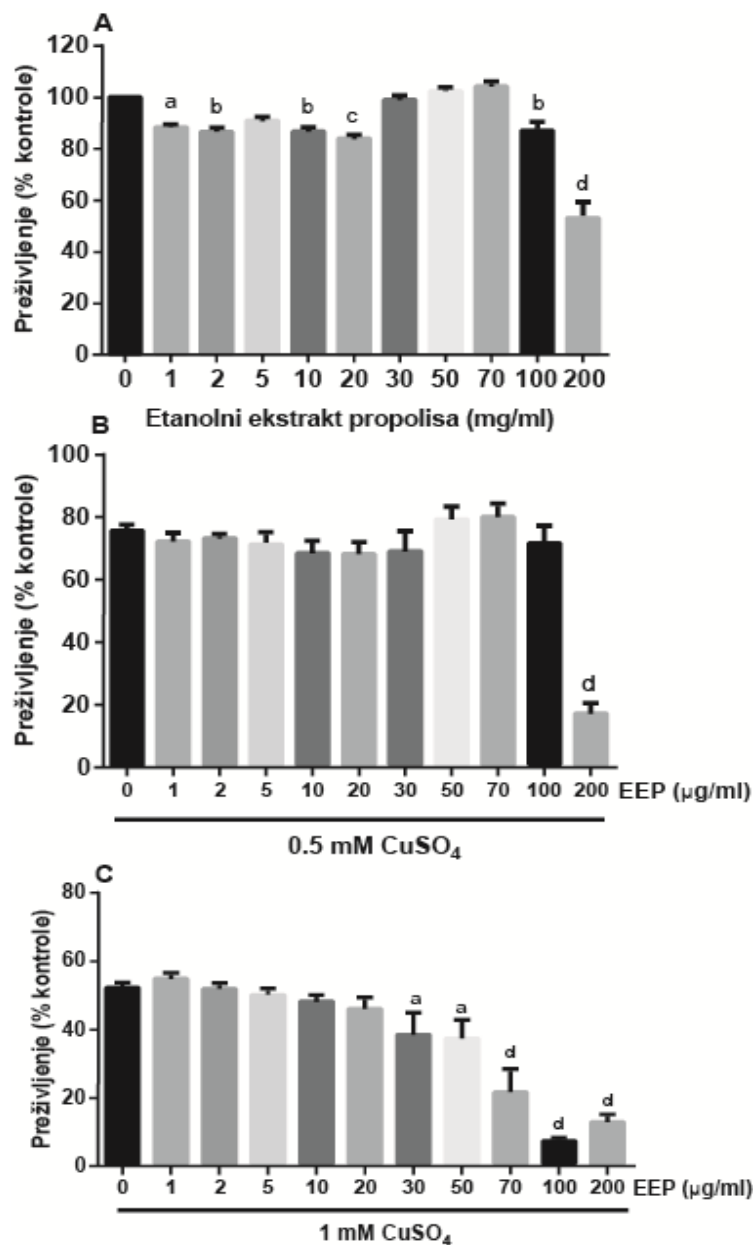 A
Preživljenje (% kontrole)
120
100
80
60
40
20
0
a
b
b
c
b
d
0 1 2 5 10 20 30 50 70 100 200
Etanolni ekstrakt propolisa (mg/ml)
B
Preživljenje (% kontrole)
100
80
60
40
20
0
d
0 1 2 5 10 20 30 50 70 100 200 EEP (µg/ml)
0.5 mM CuSO₄
C
Preživljenje (% kontrole)
80
60
40
20
0
a
a
d
d
d
0 1 2 5 10 20 30 50 70 100 200 EEP (µg/ml)
1 mM CuSO₄